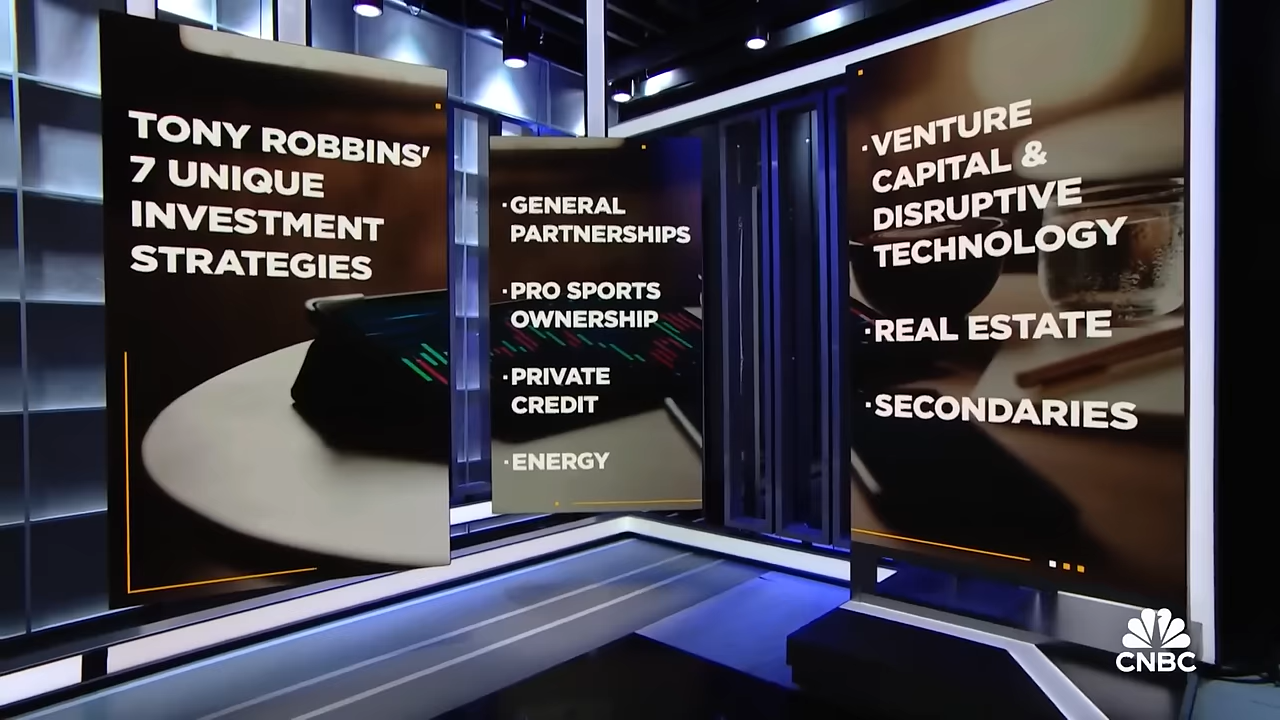 TONY ROBBINS'
7 UNIQUE
INVESTMENT
STRATEGIES
·GENERAL
PARTNERSHIPS
·PRO SPORTS
OWNERSHIP
·PRIVATE
CREDIT
·ENERGY
·VENTURE
CAPITAL &
DISRUPTIVE
TECHNOLOGY
·REAL ESTATE
·SECONDARIES
CNBC